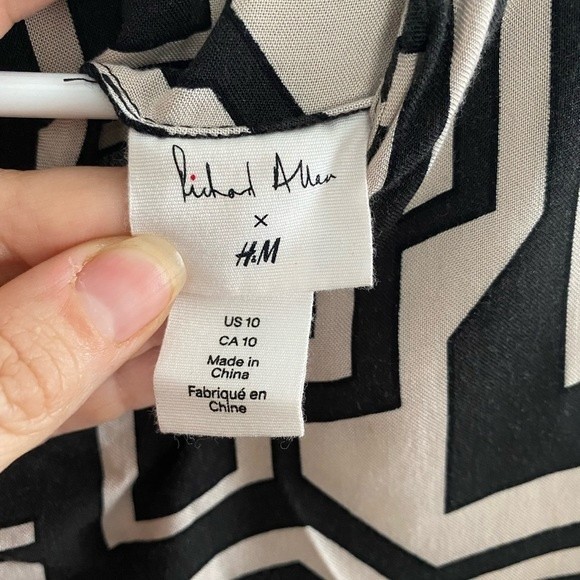 Richard Allan
×
H&M
US 10
CA 10
Made in
China
Fabriqué en
Chine